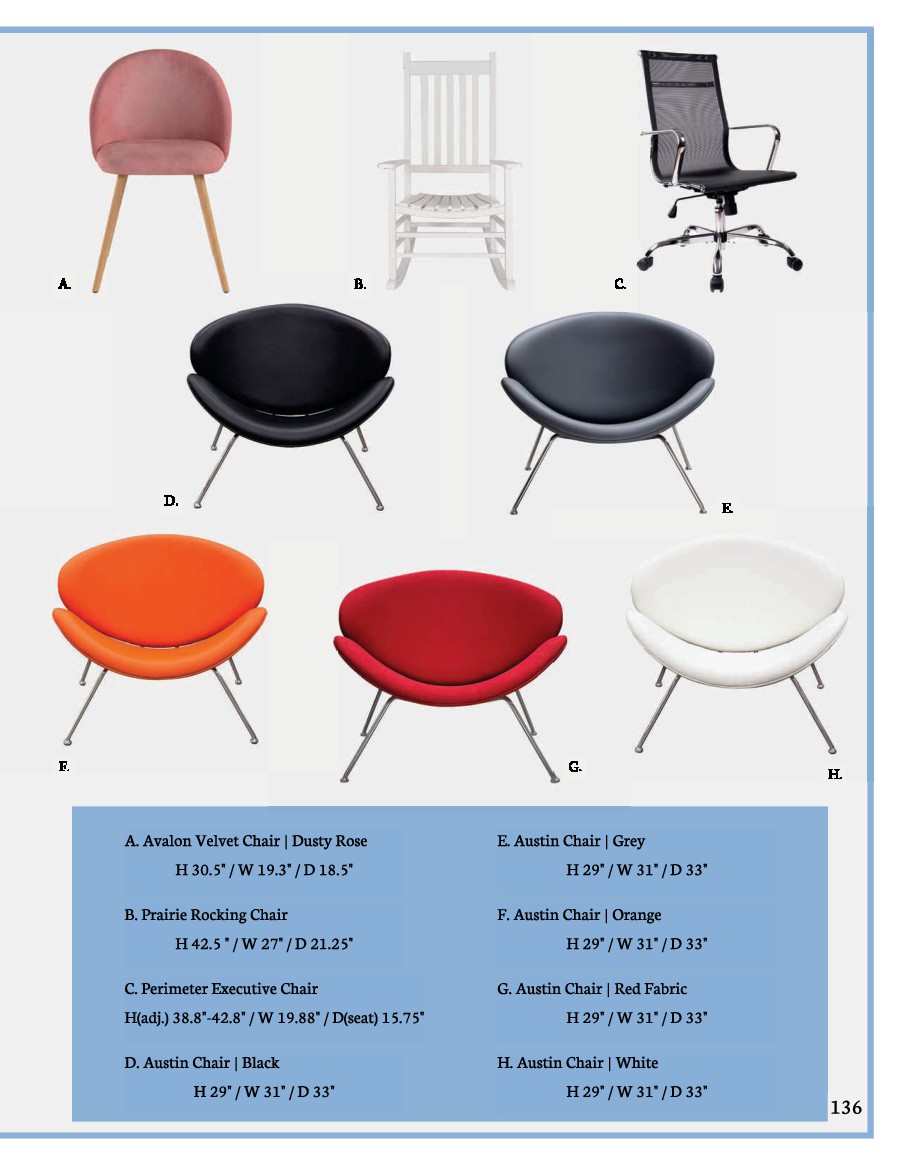 A.
B.
C.
D.
E.
F.
G.
H.
A. Avalon Velvet Chair | Dusty Rose
H 30.5" / W 19.3" / D 18.5"
B. Prairie Rocking Chair
H 42.5 " / W 27" / D 21.25"
C. Perimeter Executive Chair
H(adj.) 38.8"-42.8" / W 19.88" / D(seat) 15.75"
D. Austin Chair | Black
H 29" / W 31" / D 33"
E. Austin Chair | Grey
H 29" / W 31" / D 33"
F. Austin Chair | Orange
H 29" / W 31" / D 33"
G. Austin Chair | Red Fabric
H 29" / W 31" / D 33"
H. Austin Chair | White
H 29" / W 31" / D 33"
136